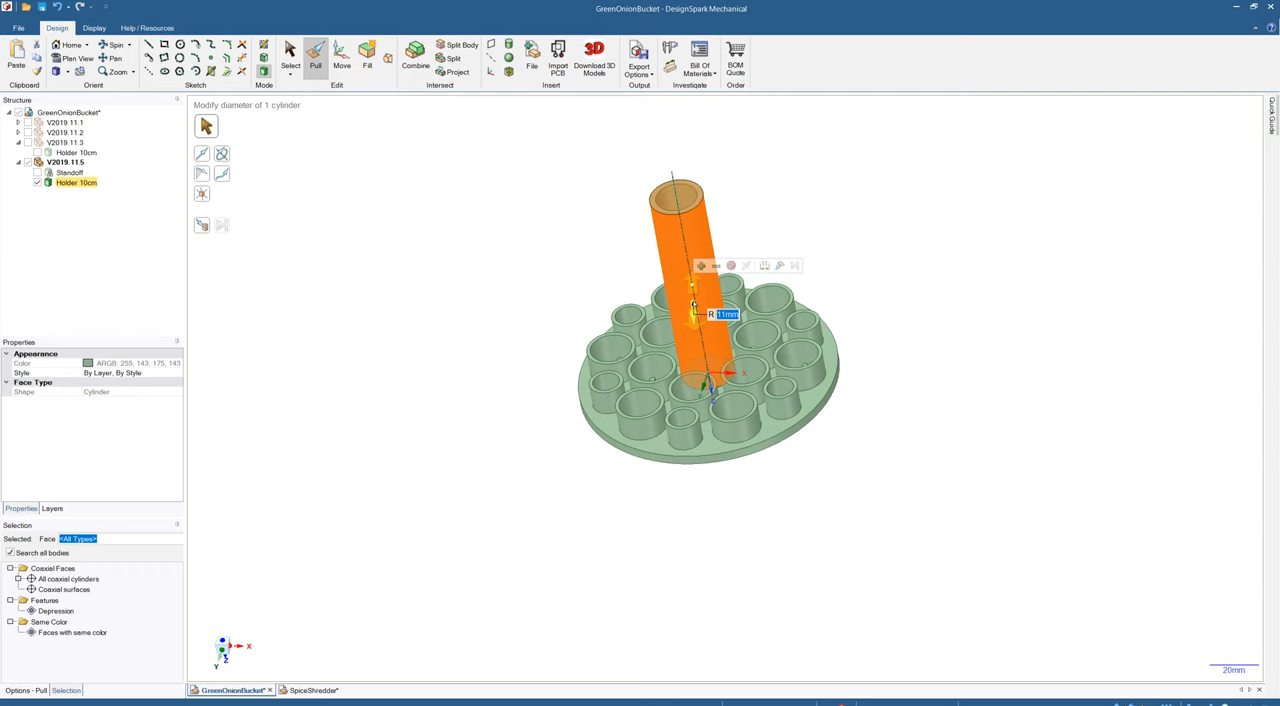 GreenOnionBucket* - DesignSpark Mechanical
File Design Display Help / Resources
Paste
Home Spin
Plan View Pan
Zoom
Select
Pull
Move
Fill
Combine
Split Body
Split
Project
File
Import PCB
Download 3D Models
Export Options
Bill Of Materials
BOM Quote
Clipboard Orient Sketch Mode Edit Intersect Insert Output Investigate Order
Structure
GreenOnionBucket*
V2019.11.1
V2019.11.2
V2019.11.3
Holder 10cm
V2019.11.5
Standoff
Holder 10cm
Properties
Appearance
Color ARGB: 255, 143, 175, 143
Style By Layer, By Style
Face Type
Shape Cylinder
Properties Layers
Selection
Selected: Face <All Types>
Search all bodies
Coaxial Faces
All coaxial cylinders
Coaxial surfaces
Features
Depression
Same Color
Faces with same color
Options - Pull Selection
Modify diameter of 1 cylinder
R 11mm
X
X
Y
Z
20mm
GreenOnionBucket* SpiceShredder*
Quick Guide